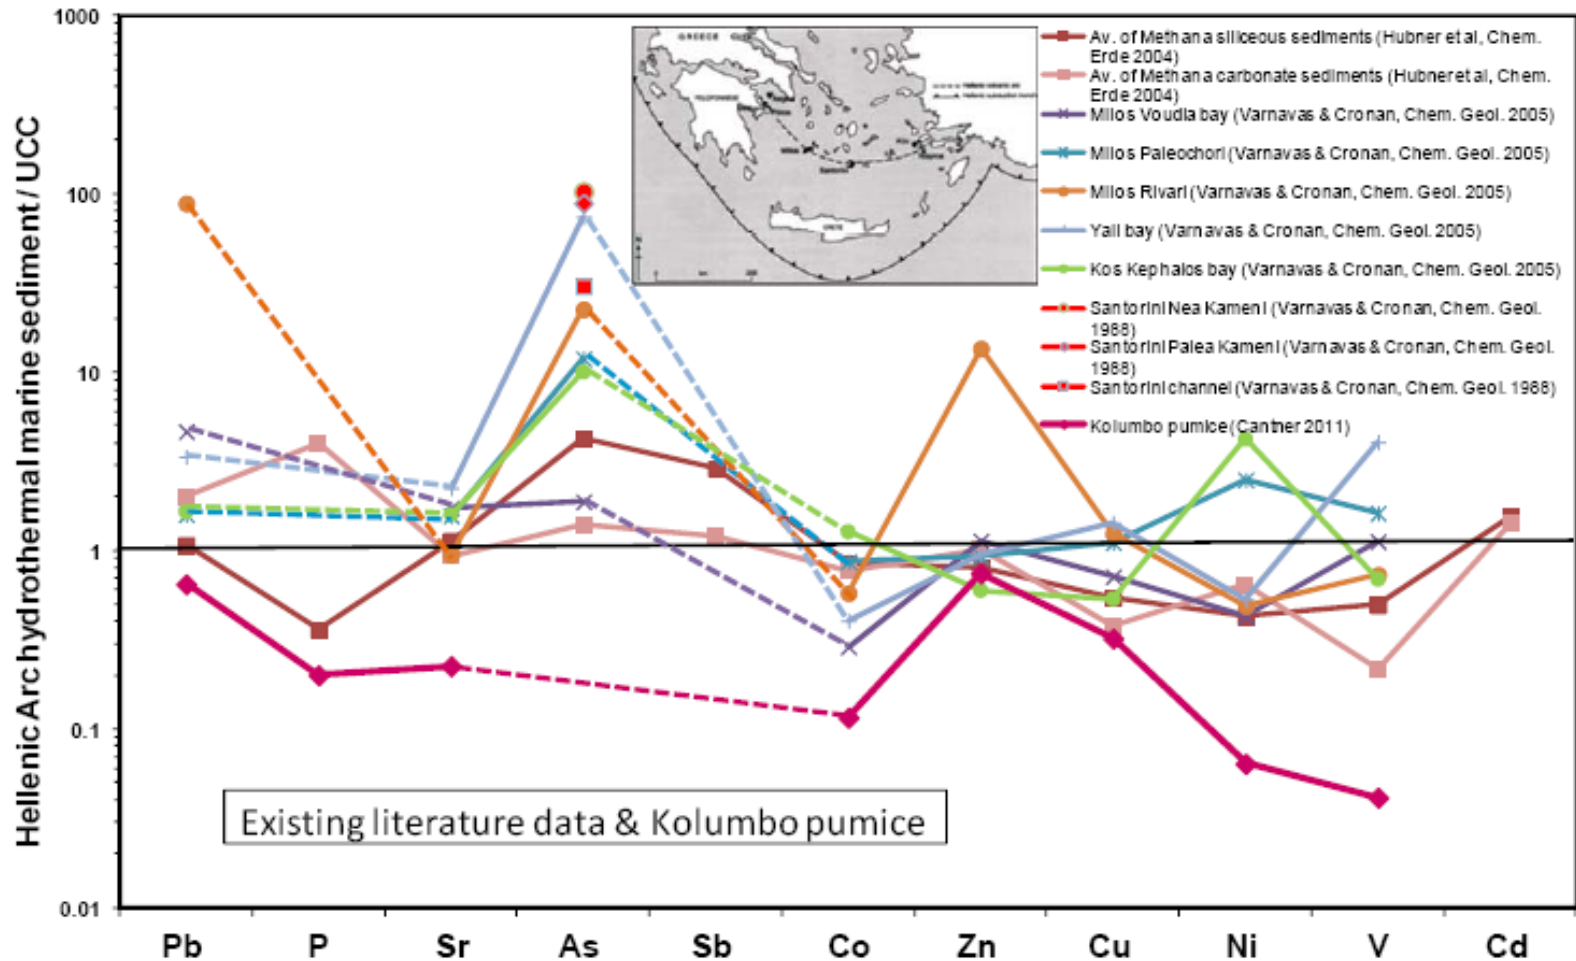 1000
100
10
1
0.1
0.01
Hellenic Arc hydrothermal marine sediment / UCC
GREECE
CRETE
Av. of Methana siliceous sediments (Hubner et al, Chem.
Erde 2004)
Av. of Methana carbonate sediments (Hubner et al, Chem.
Erde 2004)
Milos Voudia bay (Varnavas & Cronan, Chem. Geol. 2005)
Milos Paleochori (Varnavas & Cronan, Chem. Geol. 2005)
Milos Rivari (Varnavas & Cronan, Chem. Geol. 2005)
Yali bay (Varnavas & Cronan, Chem. Geol. 2005)
Kos Kephalos bay (Varnavas & Cronan, Chem. Geol. 2005)
Santorini Nea Kameni (Varnavas & Cronan, Chem. Geol.
1988)
Santorini Palea Kameni (Varnavas & Cronan, Chem. Geol.
1988)
Santorini channel (Varnavas & Cronan, Chem. Geol. 1988)
Kolumbo pumice (Cantner 2011)
Existing literature data & Kolumbo pumice
Pb P Sr As Sb Co Zn Cu Ni V Cd